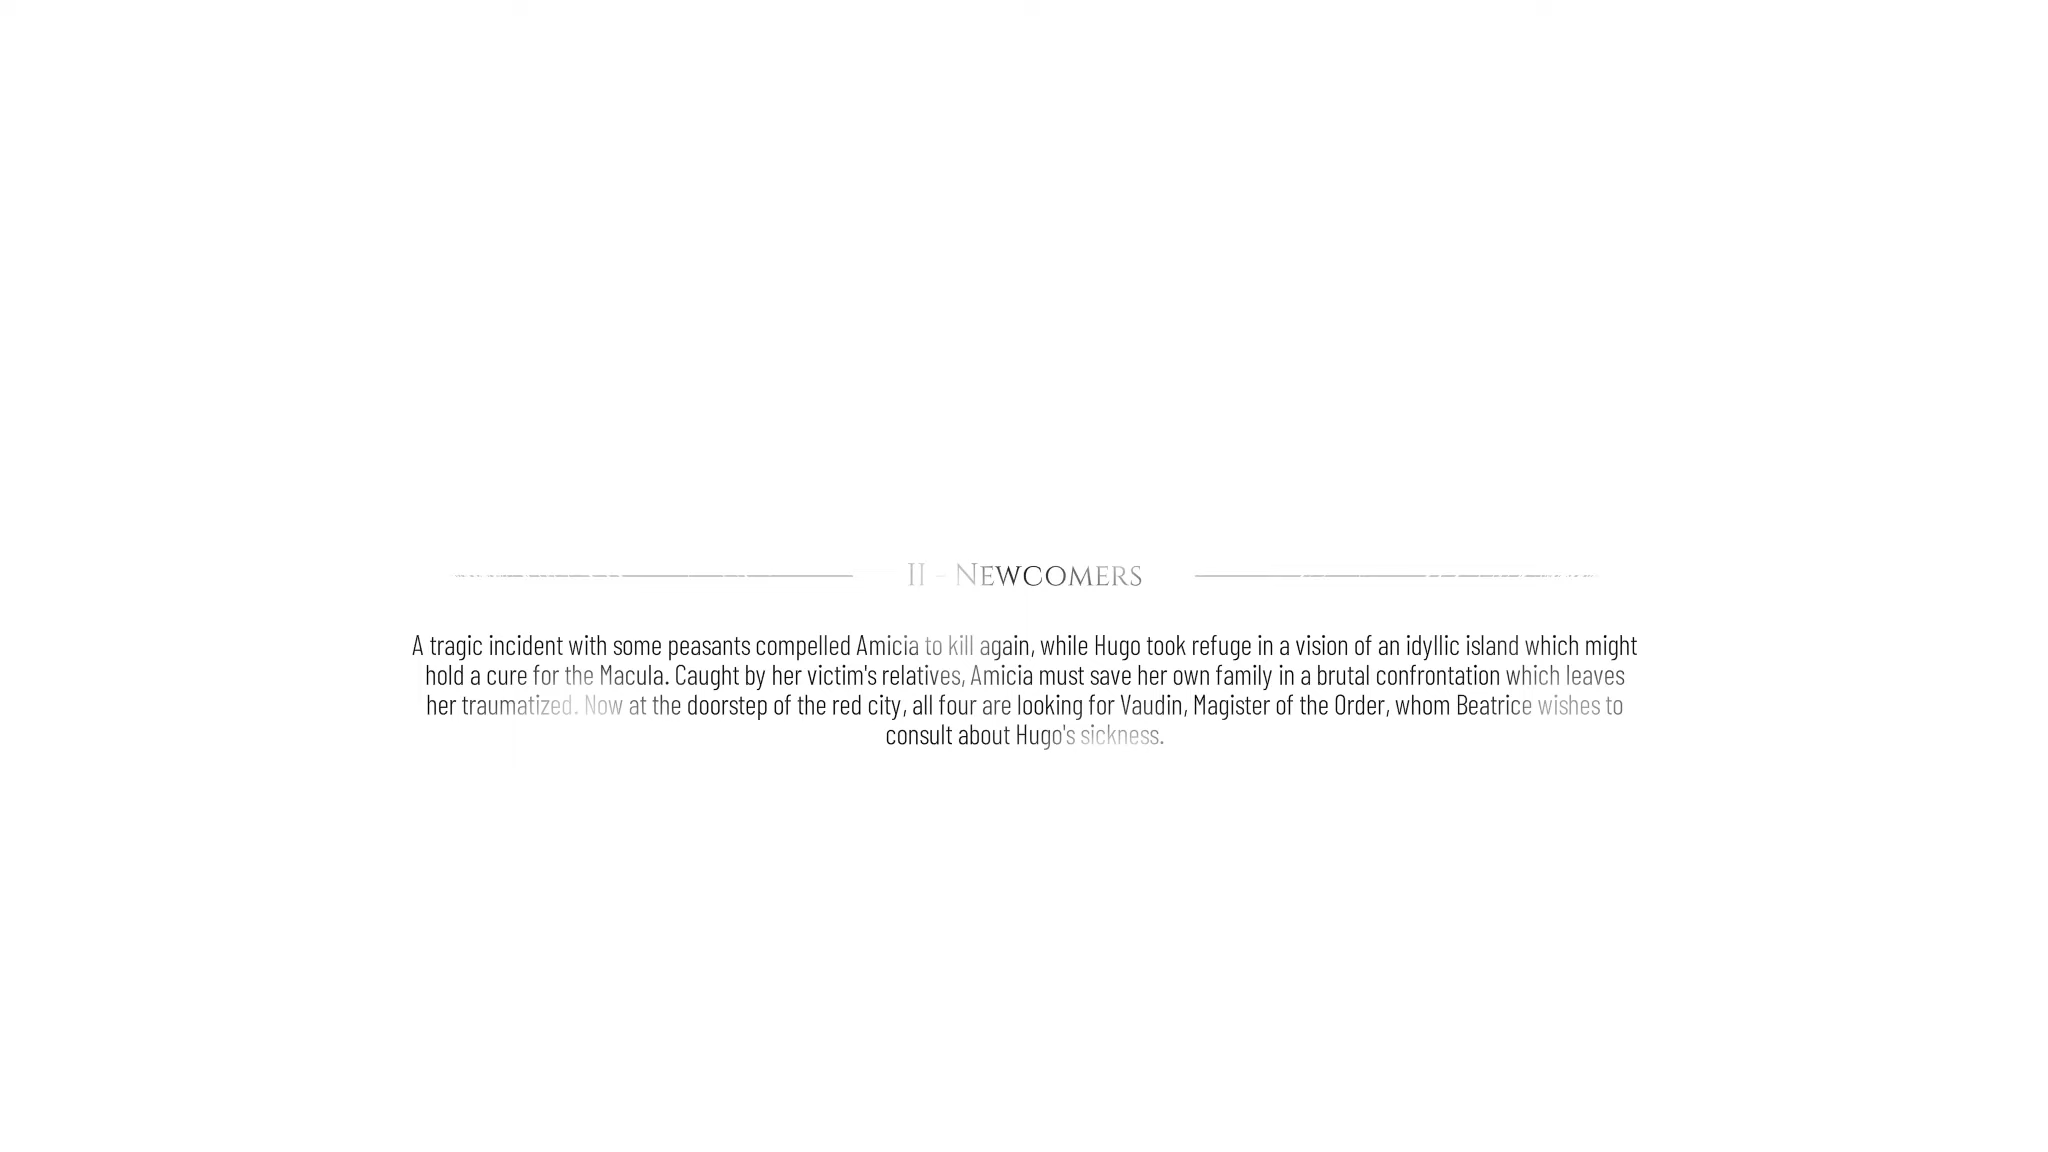 II - Newcomers
A tragic incident with some peasants compelled Amicia to kill again, while Hugo took refuge in a vision of an idyllic island which might
hold a cure for the Macula. Caught by her victim's relatives, Amicia must save her own family in a brutal confrontation which leaves
her traumatized. Now at the doorstep of the red city, all four are looking for Vaudin, Magister of the Order, whom Beatrice wishes to
consult about Hugo's sickness.